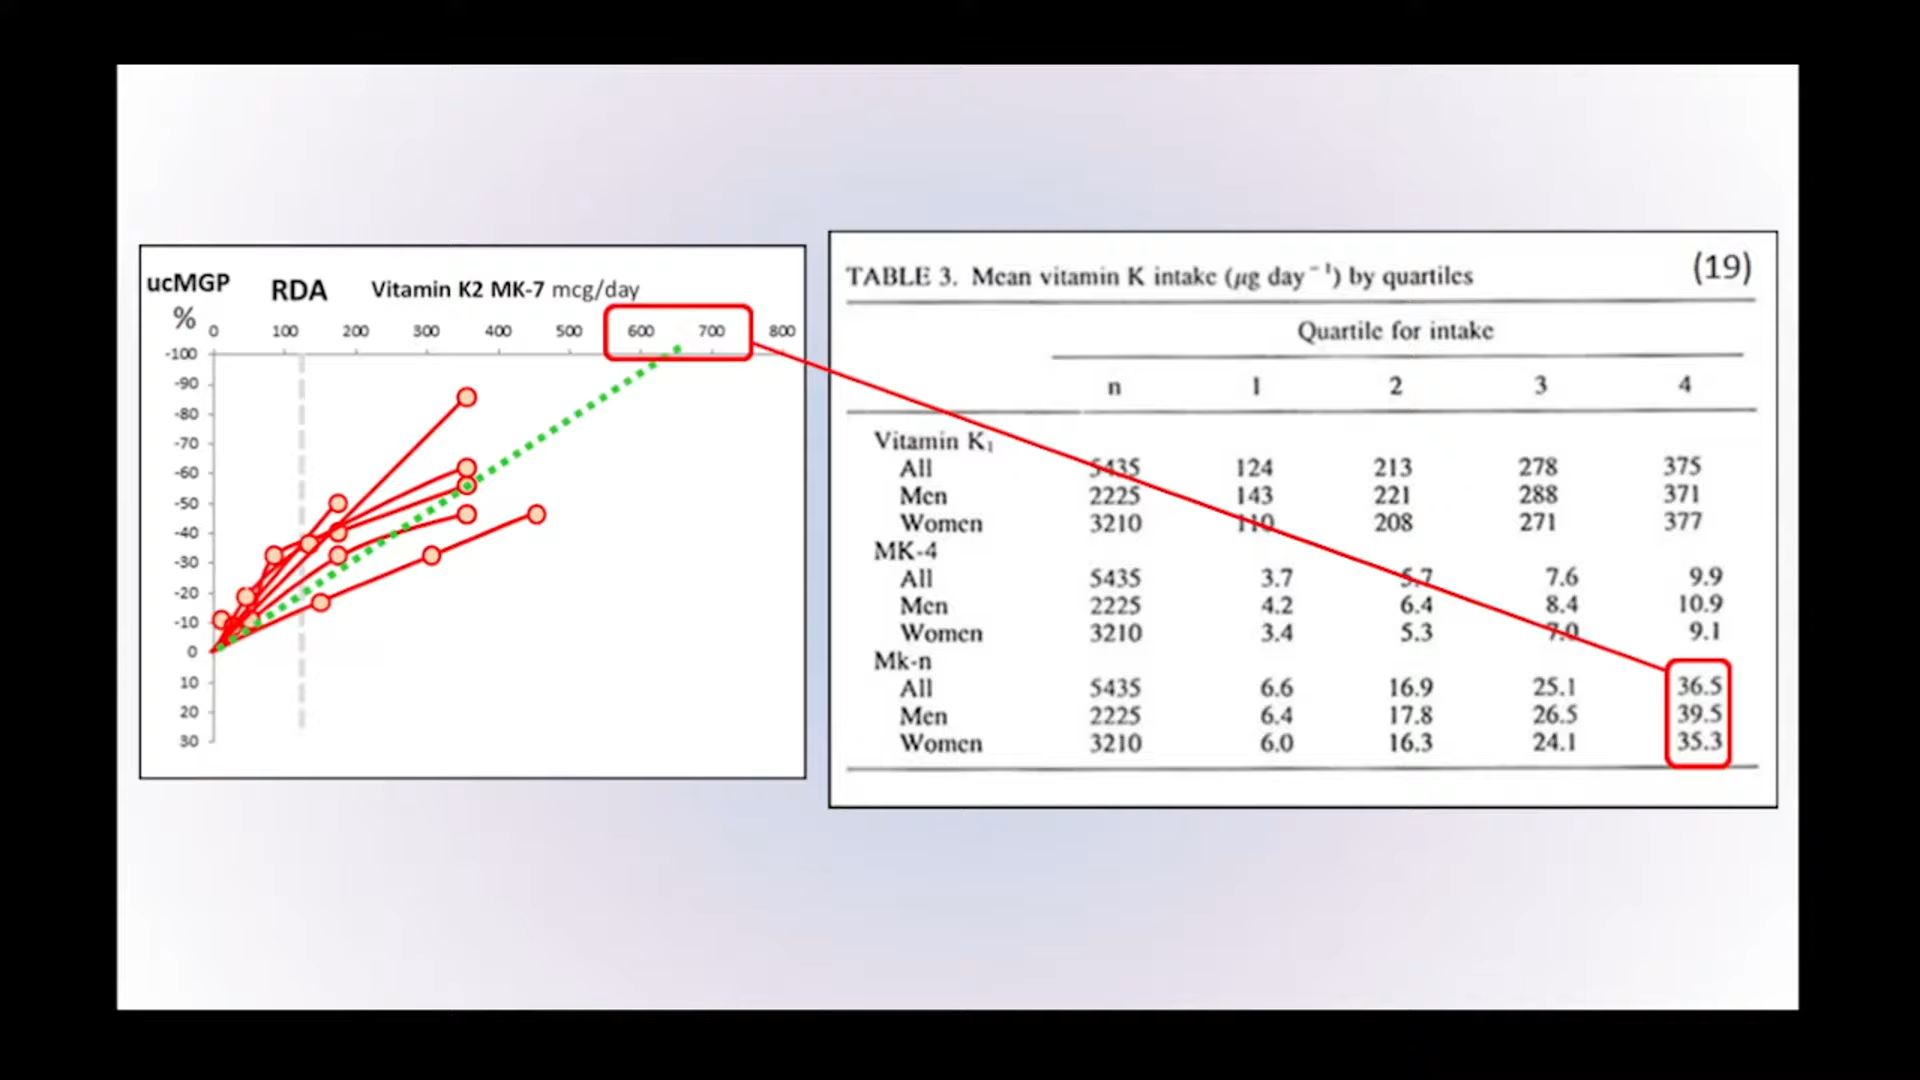 ucMGP RDA Vitamin K2 MK-7 mcg/day
%
0 100 200 300 400 500 600 700 800
-100
-90
-80
-70
-60
-50
-40
-30
-20
-10
0
10
20
30
TABLE 3. Mean vitamin K intake (μg day⁻¹) by quartiles (19)
Quartile for intake
n 1 2 3 4
Vitamin K₁
All 5435 124 213 278 375
Men 2225 143 221 288 371
Women 3210 110 208 271 377
MK-4
All 5435 3.7 5.7 7.6 9.9
Men 2225 4.2 6.4 8.4 10.9
Women 3210 3.4 5.3 7.0 9.1
Mk-n
All 5435 6.6 16.9 25.1 36.5
Men 2225 6.4 17.8 26.5 39.5
Women 3210 6.0 16.3 24.1 35.3